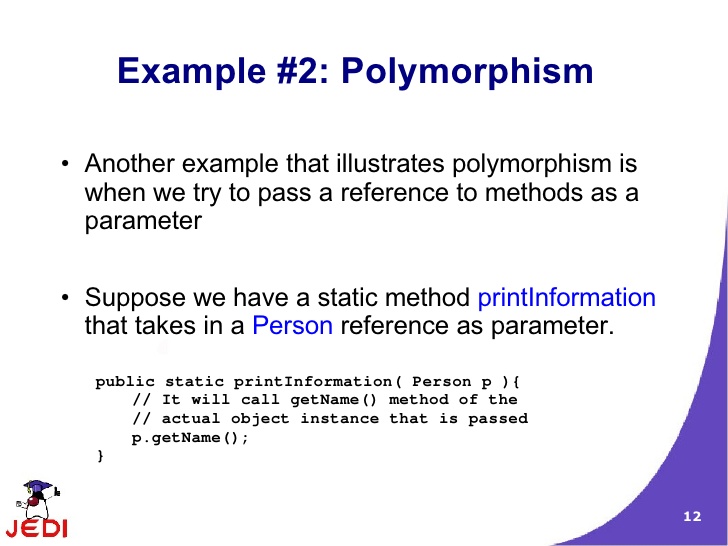 Example #2: Polymorphism
• Another example that illustrates polymorphism is
when we try to pass a reference to methods as a
parameter
• Suppose we have a static method printInformation
that takes in a Person reference as parameter.
public static printInformation( Person p ){
// It will call getName() method of the
// actual object instance that is passed
p.getName();
}
JEDI
12